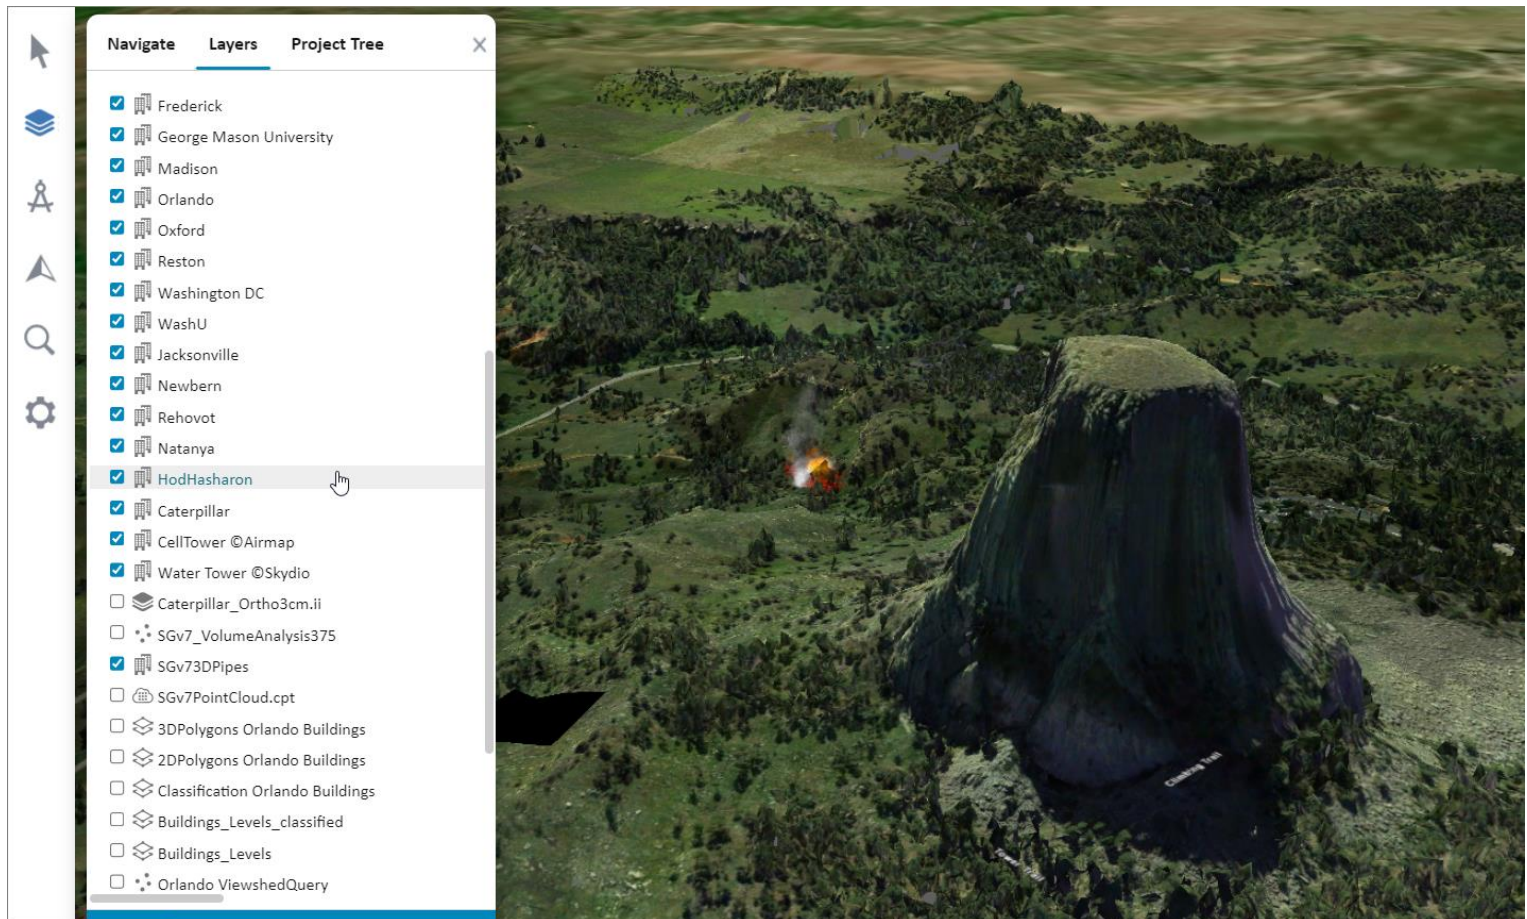 Navigate Layers Project Tree
Frederick
George Mason University
Madison
Orlando
Oxford
Reston
Washington DC
WashU
Jacksonville
Newbern
Rehovot
Natanya
HodHasharon
Caterpillar
CellTower ©Airmap
Water Tower ©Skydio
Caterpillar_Ortho3cm.ii
SGv7_VolumeAnalysis375
SGv73DPipes
SGv7PointCloud.cpt
3DPolygons Orlando Buildings
2DPolygons Orlando Buildings
Classification Orlando Buildings
Buildings_Levels_classified
Buildings_Levels
Orlando ViewshedQuery
Climbing Trail